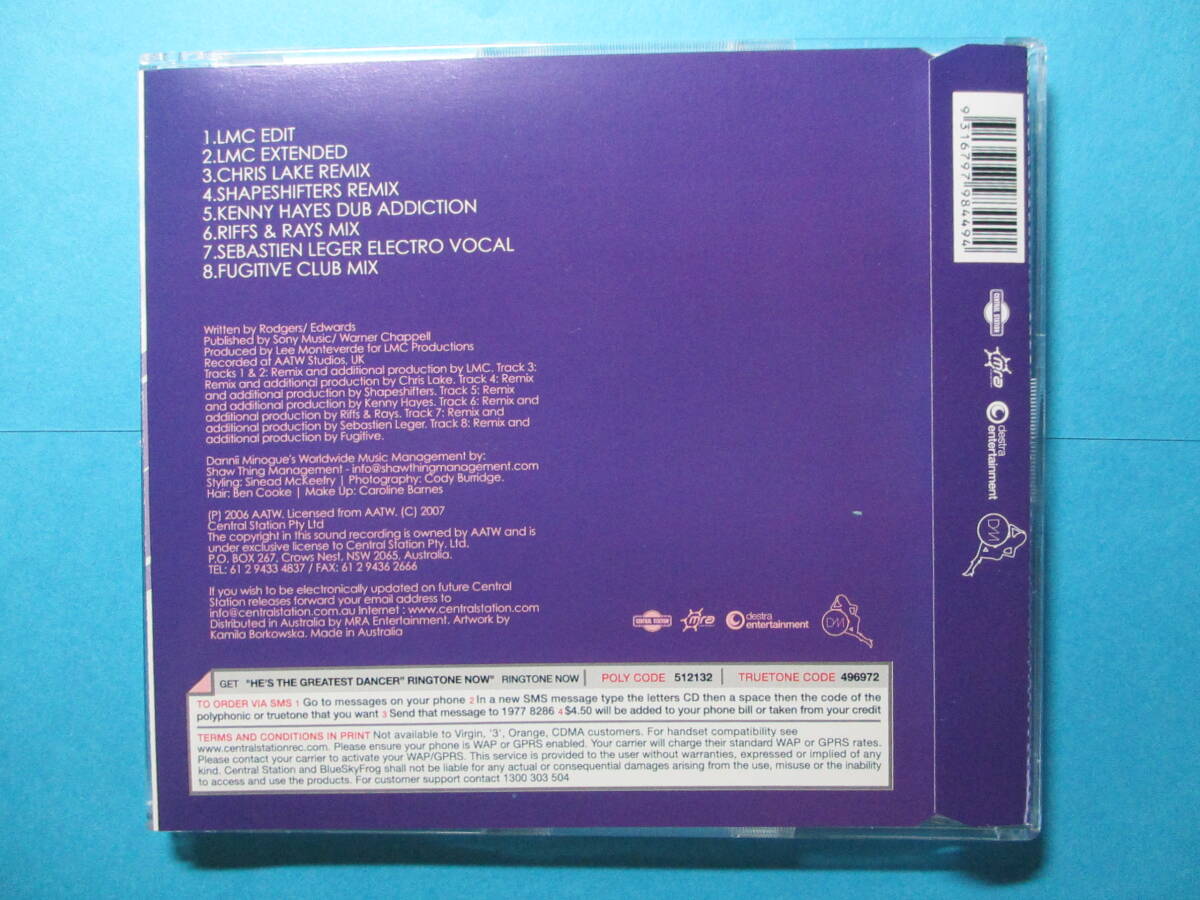 1.LMC EDIT
2.LMC EXTENDED
3.CHRIS LAKE REMIX
4.SHAPESHIFTERS REMIX
5.KENNY HAYES DUB ADDICTION
6.RIFFS & RAYS MIX
7.SEBASTIEN LEGER ELECTRO VOCAL
8.FUGITIVE CLUB MIX
Written by Rodgers/ Edwards
Published by Sony Music/ Warner Chappell
Produced by Lee Monteverde for LMC Productions
Recorded at AATW Studios, UK
Tracks 1 & 2: Remix and additional production by LMC. Track 3:
Remix and additional production by Chris Lake. Track 4: Remix
and additional production by Shapeshifters. Track 5: Remix
and additional production by Kenny Hayes. Track 6: Remix and
additional production by Riffs & Rays. Track 7: Remix and
additional production by Sebastien Leger. Track 8: Remix and
additional production by Fugitive.
Dannii Minogue's Worldwide Music Management by:
Shaw Thing Management - info@shawthingmanagement.com
Styling: Sinead McKeefry | Photography: Cody Burridge.
Hair: Ben Cooke | Make Up: Caroline Barnes
(P) 2006 AATW. Licensed from AATW. (C) 2007
Central Station Pty Ltd
The copyright in this sound recording is owned by AATW and is
under exclusive license to Central Station Pty. Ltd.
P.O. BOX 267, Crows Nest, NSW 2065, Australia.
TEL: 61 2 9433 4837 / FAX: 61 2 9436 2666
If you wish to be electronically updated on future Central
Station releases forward your email address to
info@centralstation.com.au Internet : www.centralstation.com
Distributed in Australia by MRA Entertainment. Artwork by
Kamila Borkowska. Made in Australia
CENTRAL STATION
mra
destra
entertainment
DM
GET "HE'S THE GREATEST DANCER" RINGTONE NOW" RINGTONE NOW | POLY CODE 512132 | TRUETONE CODE 496972
TO ORDER VIA SMS 1 Go to messages on your phone 2 In a new SMS message type the letters CD then a space then the code of the
polyphonic or truetone that you want 3 Send that message to 1977 8286 4 $4.50 will be added to your phone bill or taken from your credit
TERMS AND CONDITIONS IN PRINT Not available to Virgin, '3', Orange, CDMA customers. For handset compatibility see
www.centralstationrec.com. Please ensure your phone is WAP or GPRS enabled. Your carrier will charge their standard WAP or GPRS rates.
Please contact your carrier to activate your WAP/GPRS. This service is provided to the user without warranties, expressed or implied of any
kind. Central Station and BlueSkyFrog shall not be liable for any actual or consequential damages arising from the use, misuse or the inability
to access and use the products. For customer support contact 1300 303 504
9 316797 984494
CENTRAL STATION
mra
destra
entertainment
DM